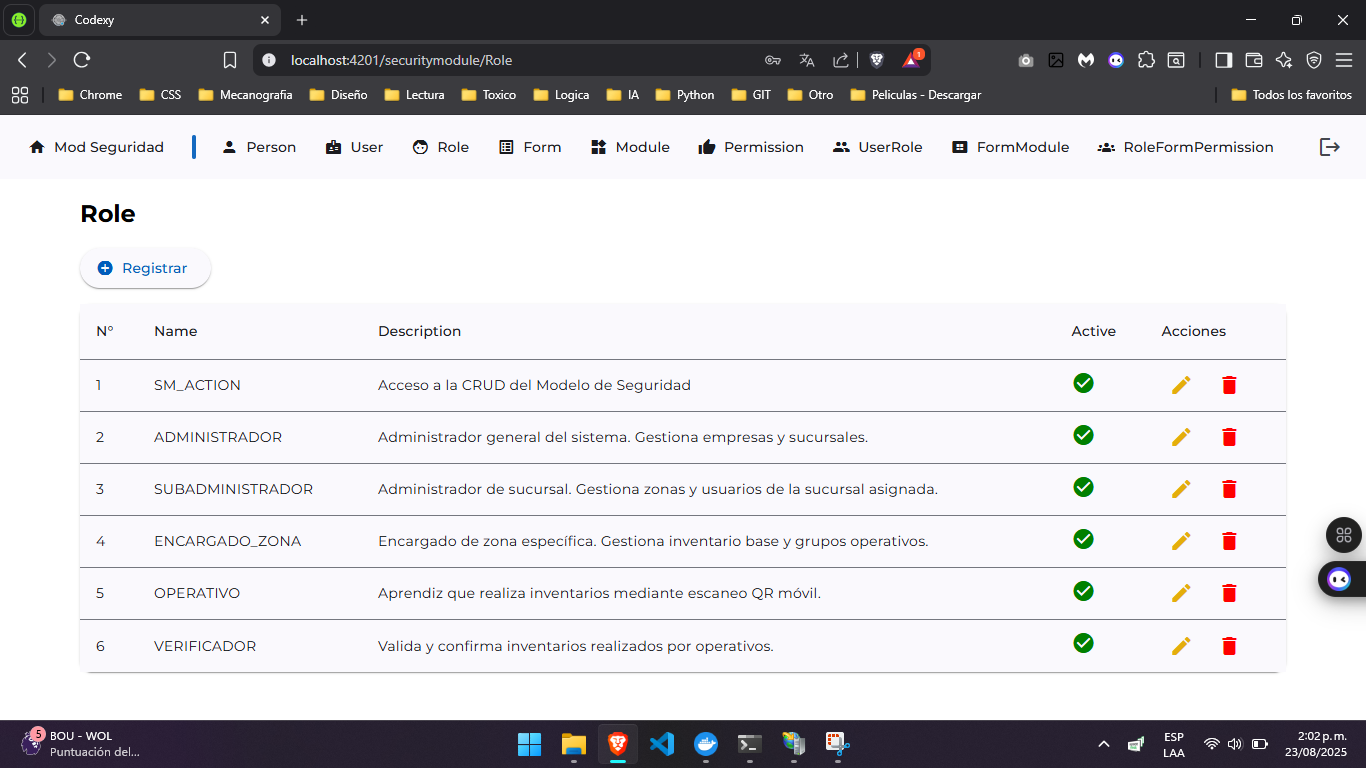 Codexy
localhost:4201/securitymodule/Role
1
Chrome CSS Mecanografia Diseño Lectura Toxico Logica IA Python GIT Otro Peliculas - Descargar Todos los favoritos
Mod Seguridad Person User Role Form Module Permission UserRole FormModule RoleFormPermission
Role
Registrar
N° Name Description Active Acciones
1 SM_ACTION Acceso a la CRUD del Modelo de Seguridad
2 ADMINISTRADOR Administrador general del sistema. Gestiona empresas y sucursales.
3 SUBADMINISTRADOR Administrador de sucursal. Gestiona zonas y usuarios de la sucursal asignada.
4 ENCARGADO_ZONA Encargado de zona específica. Gestiona inventario base y grupos operativos.
5 OPERATIVO Aprendiz que realiza inventarios mediante escaneo QR móvil.
6 VERIFICADOR Valida y confirma inventarios realizados por operativos.
5
BOU - WOL
Puntuación del...
ESP
LAA
2:02 p. m.
23/08/2025